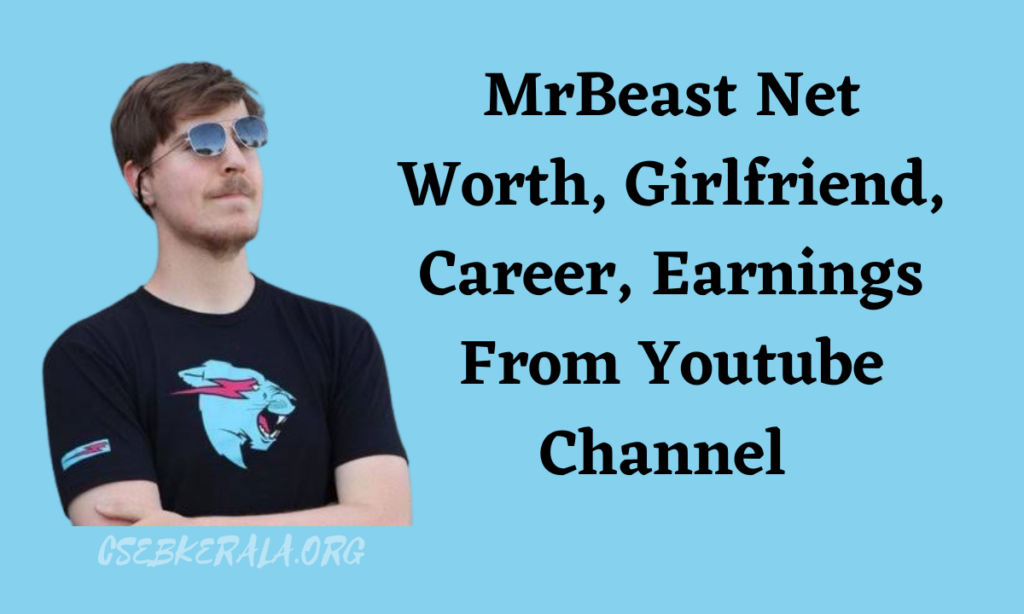 MrBeast Net
Worth, Girlfriend,
Career, Earnings
From Youtube
Channel
CSEBKERALA.ORG